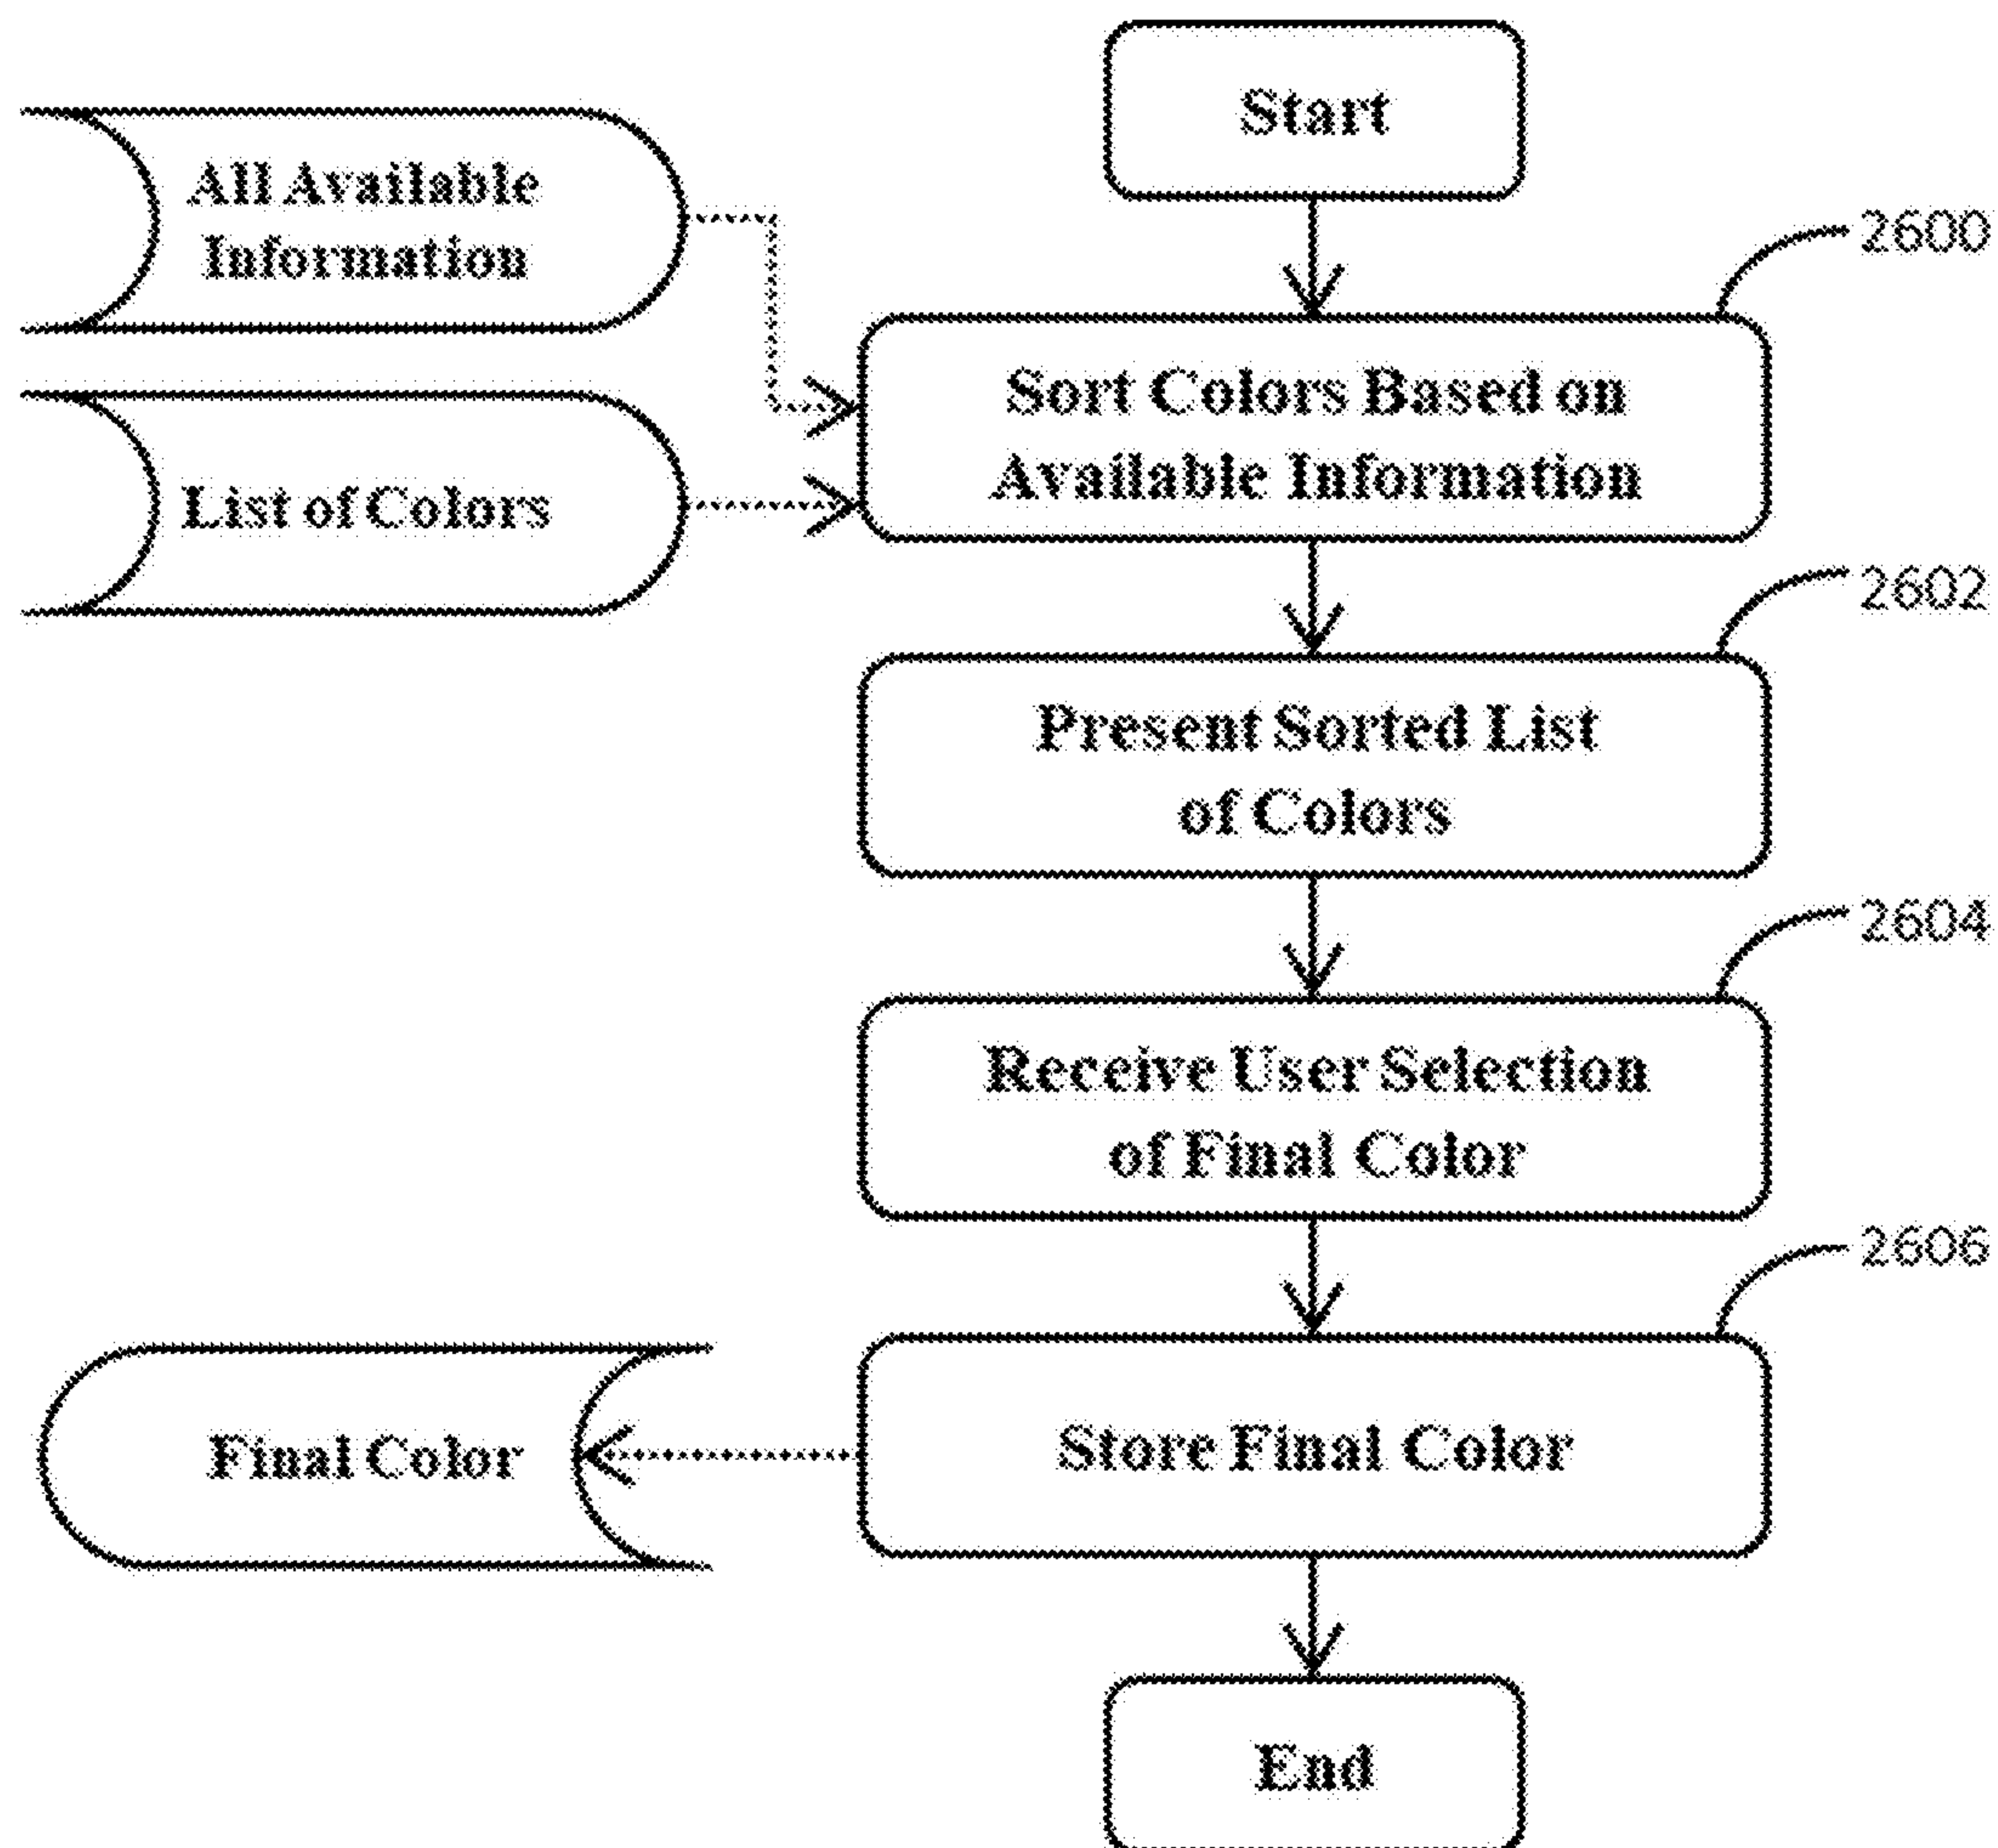 Start
All Available
Information
2600
Sort Colors Based on
Available Information
List of Colors
2602
Present Sorted List
of Colors
2604
Receive User Selection
of Final Color
2606
Store Final Color
Final Color
End